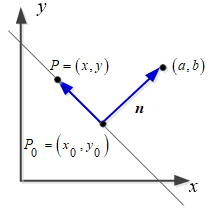 y
P = (x, y)
(a, b)
n
P₀ = (x₀, y₀)
x